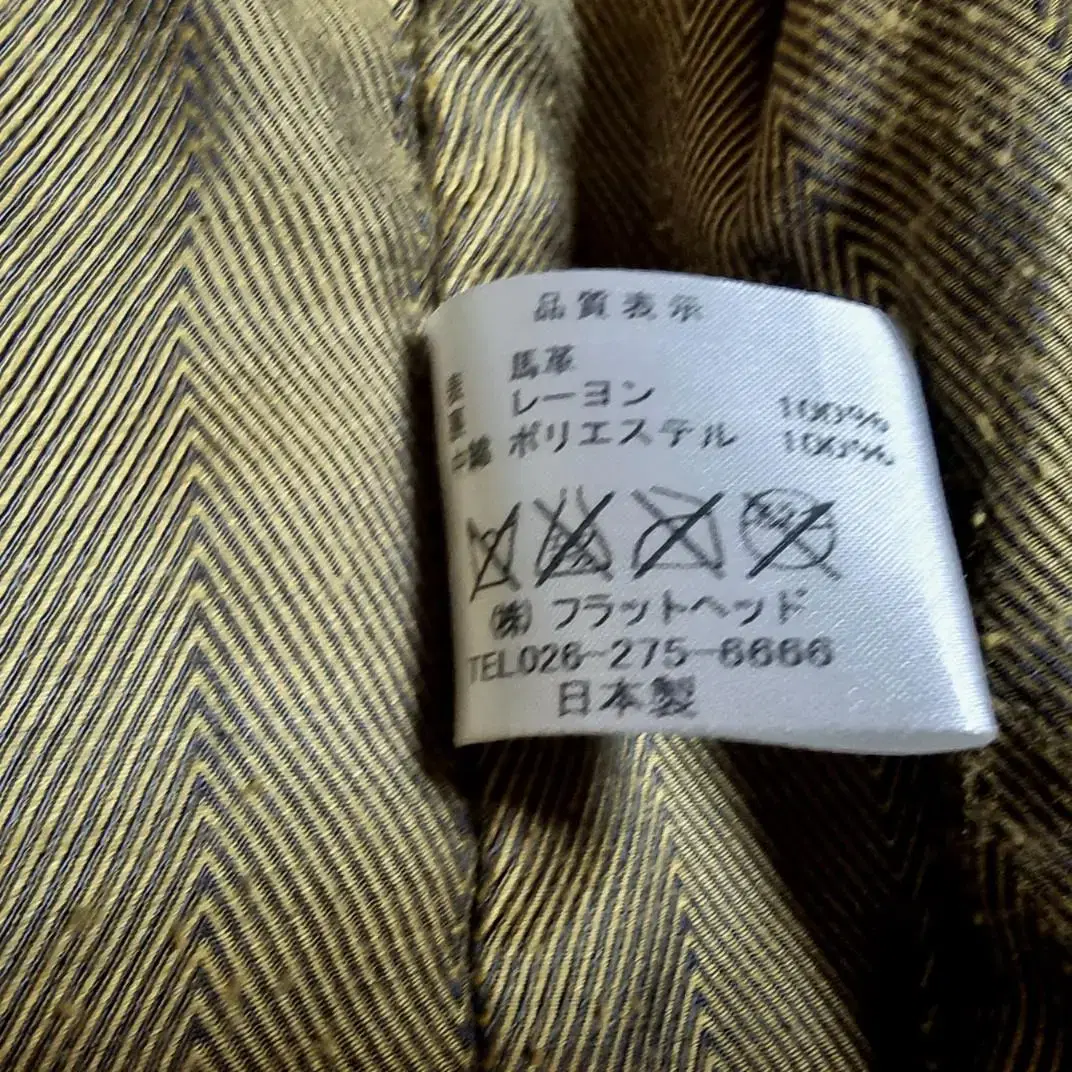 品質表示
馬革
レーヨン 100%
中綿 ポリエステル 100%
(株) フラットヘッド
TEL026-275-6666
日本製